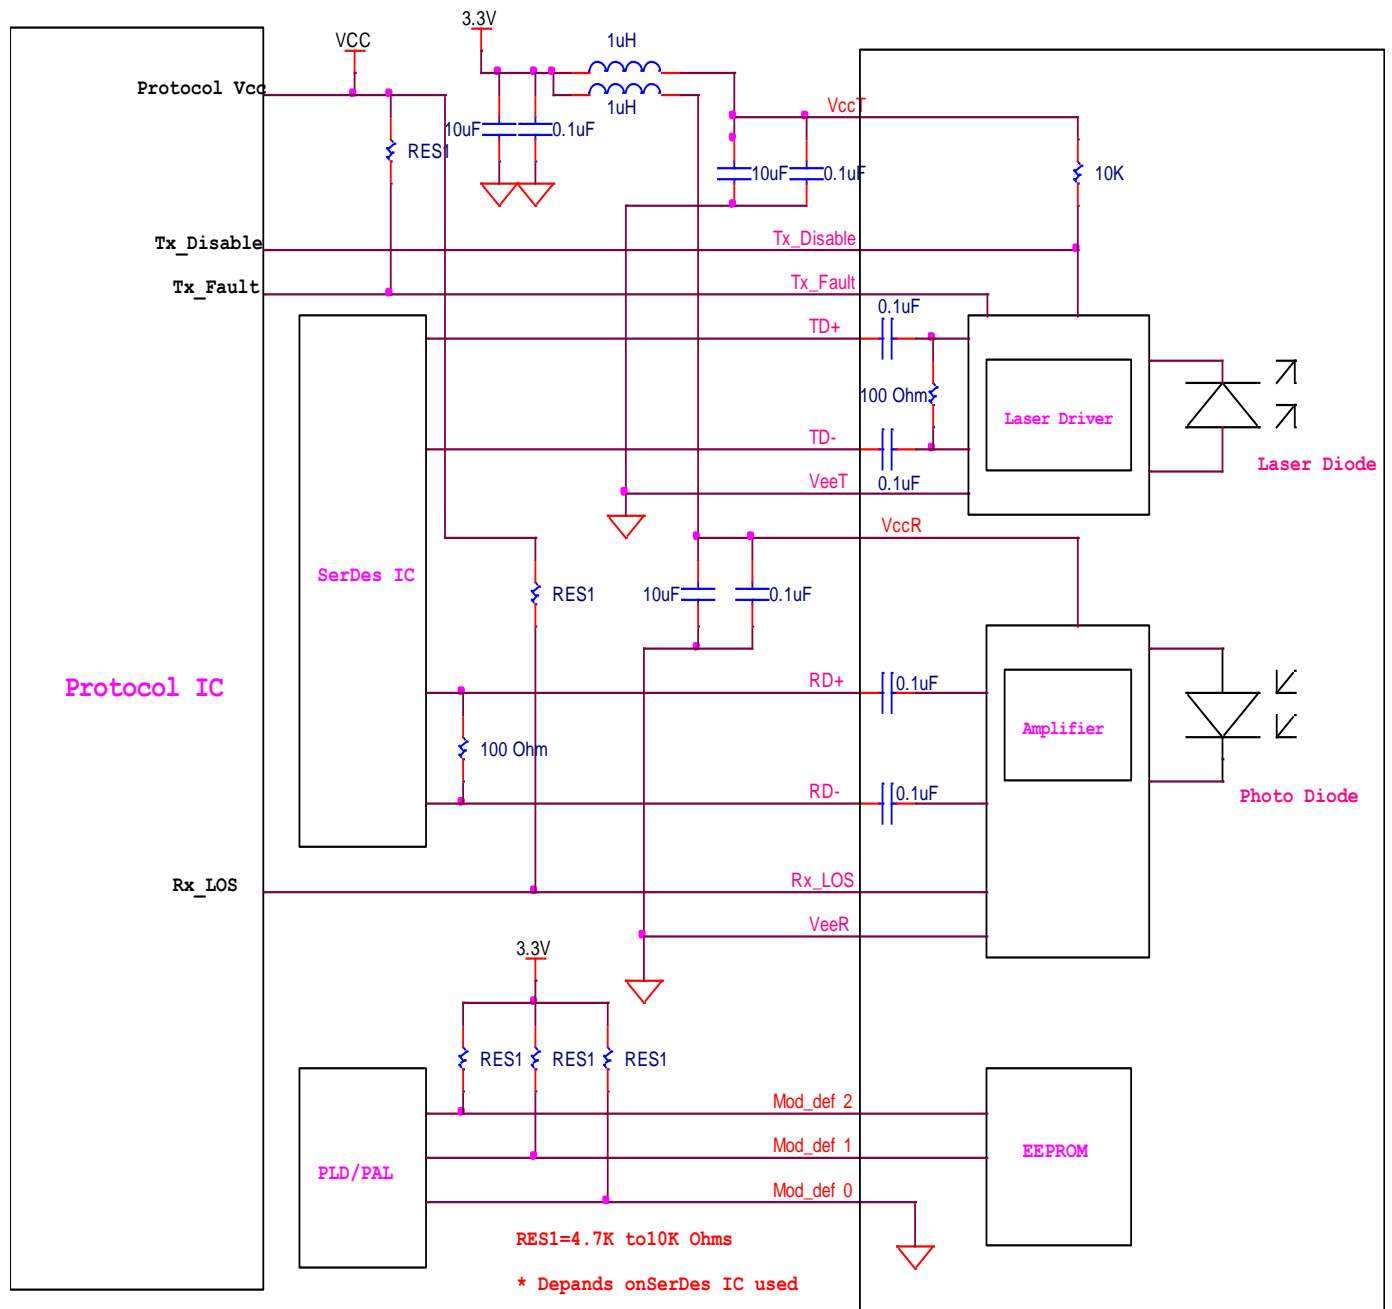 3.3V
1uH
VCC
Protocol Vcc
1uH
VccT
10uF
0.1uF
RES1
10uF
0.1uF
10K
Tx_Disable
Tx_Disable
Tx_Fault
Tx_Fault
0.1uF
TD+
100 Ohm
Laser Driver
TD-
Laser Diode
VeeT
0.1uF
VccR
SerDes IC
RES1
10uF
0.1uF
Protocol IC
RD+
0.1uF
Amplifier
100 Ohm
RD-
0.1uF
Photo Diode
Rx_LOS
Rx_LOS
VeeR
3.3V
RES1
RES1
RES1
Mod_def 2
Mod_def 1
EEPROM
PLD/PAL
Mod_def 0
RES1=4.7K to10K Ohms
* Depands onSerDes IC used